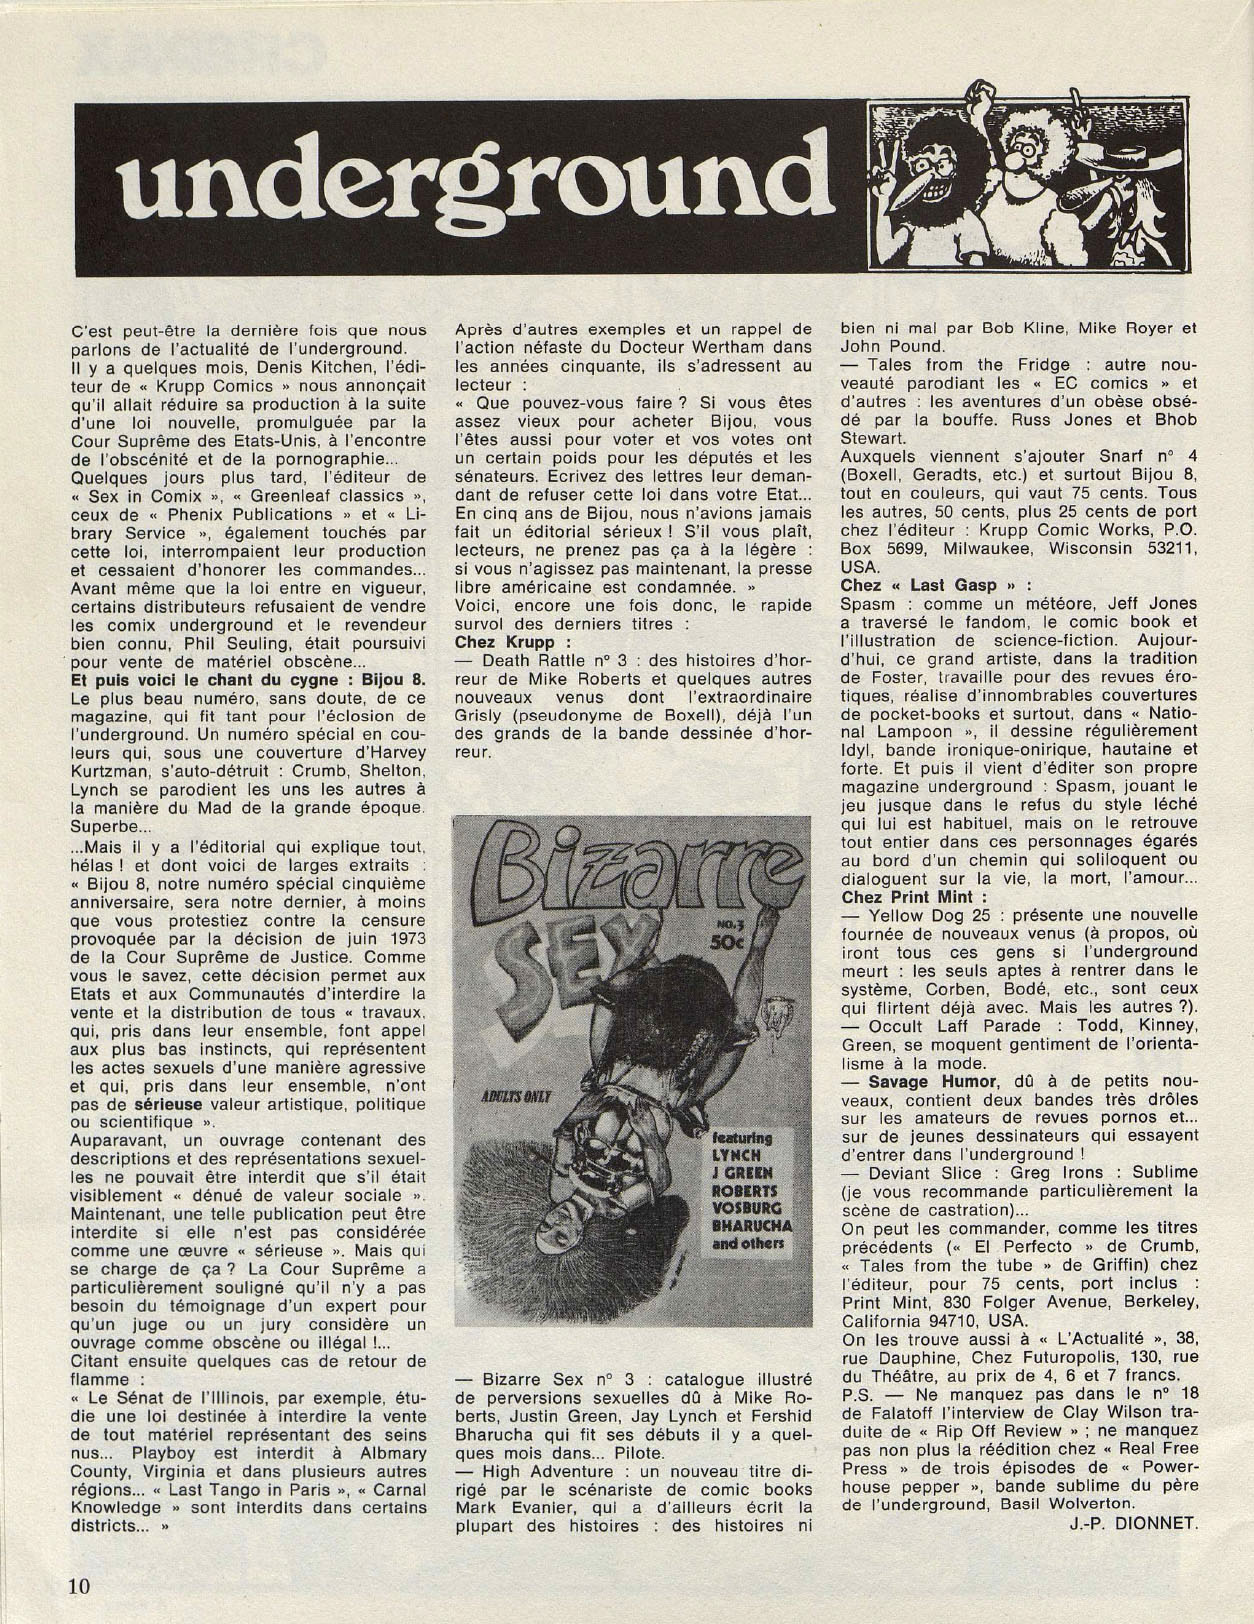 underground
C'est peut-être la dernière fois que nous
parlons de l'actualité de l'underground.
Il y a quelques mois, Denis Kitchen, l'édi-
teur de « Krupp Comics » nous annonçait
qu'il allait réduire sa production à la suite
d'une loi nouvelle, promulguée par la
Cour Suprême des Etats-Unis, à l'encontre
de l'obscénité et de la pornographie...
Quelques jours plus tard, l'éditeur de
« Sex in Comix », « Greenleaf classics »,
ceux de « Phenix Publications » et « Li-
brary Service », également touchés par
cette loi, interrompaient leur production
et cessaient d'honorer les commandes...
Avant même que la loi entre en vigueur,
certains distributeurs refusaient de vendre
les comix underground et le revendeur
bien connu, Phil Seuling, était poursuivi
pour vente de matériel obscène...
Et puis voici le chant du cygne : Bijou 8.
Le plus beau numéro, sans doute, de ce
magazine, qui fit tant pour l'éclosion de
l'underground. Un numéro spécial en cou-
leurs qui, sous une couverture d'Harvey
Kurtzman, s'auto-détruit : Crumb, Shelton,
Lynch se parodient les uns les autres à
la manière du Mad de la grande époque.
Superbe...
...Mais il y a l'éditorial qui explique tout,
hélas ! et dont voici de larges extraits :
« Bijou 8, notre numéro spécial cinquième
anniversaire, sera notre dernier, à moins
que vous protestiez contre la censure
provoquée par la décision de juin 1973
de la Cour Suprême de Justice. Comme
vous le savez, cette décision permet aux
Etats et aux Communautés d'interdire la
vente et la distribution de tous « travaux,
qui, pris dans leur ensemble, font appel
aux plus bas instincts, qui représentent
les actes sexuels d'une manière agressive
et qui, pris dans leur ensemble, n'ont
pas de sérieuse valeur artistique, politique
ou scientifique ».
Auparavant, un ouvrage contenant des
descriptions et des représentations sexuel-
les ne pouvait être interdit que s'il était
visiblement « dénué de valeur sociale ».
Maintenant, une telle publication peut être
interdite si elle n'est pas considérée
comme une œuvre « sérieuse ». Mais qui
se charge de ça ? La Cour Suprême a
particulièrement souligné qu'il n'y a pas
besoin du témoignage d'un expert pour
qu'un juge ou un jury considère un
ouvrage comme obscène ou illégal !...
Citant ensuite quelques cas de retour de
flamme :
« Le Sénat de l'Illinois, par exemple, étu-
die une loi destinée à interdire la vente
de tout matériel représentant des seins
nus... Playboy est interdit à Albmary
County, Virginia et dans plusieurs autres
régions... « Last Tango in Paris », « Carnal
Knowledge » sont interdits dans certains
districts... »
Après d'autres exemples et un rappel de
l'action néfaste du Docteur Wertham dans
les années cinquante, ils s'adressent au
lecteur :
« Que pouvez-vous faire ? Si vous êtes
assez vieux pour acheter Bijou, vous
l'êtes aussi pour voter et vos votes ont
un certain poids pour les députés et les
sénateurs. Ecrivez des lettres leur deman-
dant de refuser cette loi dans votre Etat...
En cinq ans de Bijou, nous n'avions jamais
fait un éditorial sérieux ! S'il vous plaît,
lecteurs, ne prenez pas ça à la légère :
si vous n'agissez pas maintenant, la presse
libre américaine est condamnée. »
Voici, encore une fois donc, le rapide
survol des derniers titres :
Chez Krupp :
— Death Rattle n° 3 : des histoires d'hor-
reur de Mike Roberts et quelques autres
nouveaux venus dont l'extraordinaire
Grisly (pseudonyme de Boxell), déjà l'un
des grands de la bande dessinée d'hor-
reur.
Bizarre
SEX
NO.3
50c
ADULTS ONLY
featuring
LYNCH
J GREEN
ROBERTS
VOSBURG
BHARUCHA
and others
— Bizarre Sex n° 3 : catalogue illustré
de perversions sexuelles dû à Mike Ro-
berts, Justin Green, Jay Lynch et Fershid
Bharucha qui fit ses débuts il y a quel-
ques mois dans... Pilote.
— High Adventure : un nouveau titre di-
rigé par le scénariste de comic books
Mark Evanier, qui a d'ailleurs écrit la
plupart des histoires : des histoires ni
bien ni mal par Bob Kline, Mike Royer et
John Pound.
— Tales from the Fridge : autre nou-
veauté parodiant les « EC comics » et
d'autres : les aventures d'un obèse obsé-
dé par la bouffe. Russ Jones et Bhob
Stewart.
Auxquels viennent s'ajouter Snarf n° 4
(Boxell, Geradts, etc.) et surtout Bijou 8,
tout en couleurs, qui vaut 75 cents. Tous
les autres, 50 cents, plus 25 cents de port
chez l'éditeur : Krupp Comic Works, P.O.
Box 5699, Milwaukee, Wisconsin 53211,
USA.
Chez « Last Gasp » :
Spasm : comme un météore, Jeff Jones
a traversé le fandom, le comic book et
l'illustration de science-fiction. Aujour-
d'hui, ce grand artiste, dans la tradition
de Foster, travaille pour des revues éro-
tiques, réalise d'innombrables couvertures
de pocket-books et surtout, dans « Natio-
nal Lampoon », il dessine régulièrement
Idyl, bande ironique-onirique, hautaine et
forte. Et puis il vient d'éditer son propre
magazine underground : Spasm, jouant le
jeu jusque dans le refus du style léché
qui lui est habituel, mais on le retrouve
tout entier dans ces personnages égarés
au bord d'un chemin qui soliloquent ou
dialoguent sur la vie, la mort, l'amour...
Chez Print Mint :
— Yellow Dog 25 : présente une nouvelle
fournée de nouveaux venus (à propos, où
iront tous ces gens si l'underground
meurt : les seuls aptes à rentrer dans le
système, Corben, Bodé, etc., sont ceux
qui flirtent déjà avec. Mais les autres ?).
— Occult Laff Parade : Todd, Kinney,
Green, se moquent gentiment de l'orienta-
lisme à la mode.
— Savage Humor, dû à de petits nou-
veaux, contient deux bandes très drôles
sur les amateurs de revues pornos et...
sur de jeunes dessinateurs qui essayent
d'entrer dans l'underground !
— Deviant Slice : Greg Irons : Sublime
(je vous recommande particulièrement la
scène de castration)...
On peut les commander, comme les titres
précédents (« El Perfecto » de Crumb,
« Tales from the tube » de Griffin) chez
l'éditeur, pour 75 cents, port inclus :
Print Mint, 830 Folger Avenue, Berkeley,
California 94710, USA.
On les trouve aussi à « L'Actualité », 38,
rue Dauphine, Chez Futuropolis, 130, rue
du Théâtre, au prix de 4, 6 et 7 francs.
P.S. — Ne manquez pas dans le n° 18
de Falatoff l'interview de Clay Wilson tra-
duite de « Rip Off Review » ; ne manquez
pas non plus la réédition chez « Real Free
Press » de trois épisodes de « Power-
house pepper », bande sublime du père
de l'underground, Basil Wolverton.
J.-P. DIONNET.
10